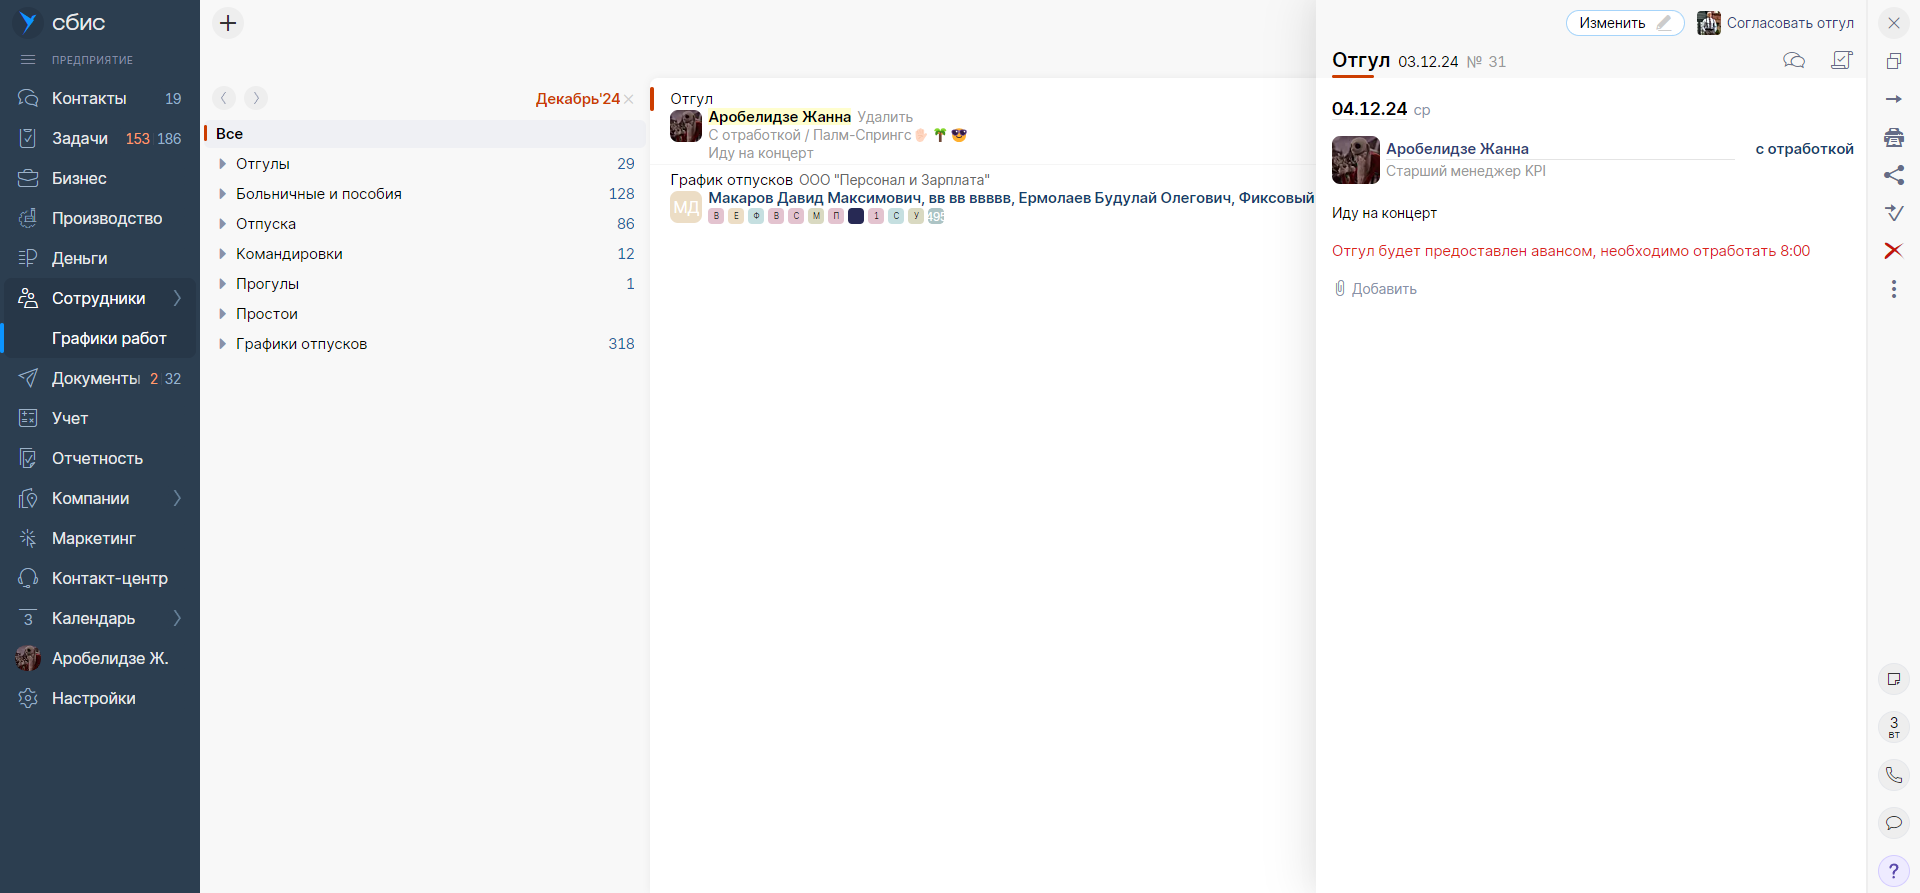 сбис
ПРЕДПРИЯТИЕ
Контакты 19
Задачи 153 186
Бизнес
Производство
Деньги
Сотрудники
Графики работ
Документы 2 32
Учет
Отчетность
Компании
Маркетинг
Контакт-центр
3 Календарь
Аробелидзе Ж.
Настройки
Декабрь'24
Все
Отгулы 29
Больничные и пособия 128
Отпуска 86
Командировки 12
Прогулы 1
Простои
Графики отпусков 318
Отгул
Аробелидзе Жанна Удалить
С отработкой / Палм-Спрингс
Иду на концерт
График отпусков ООО "Персонал и Зарплата"
МД Макаров Давид Максимович, вв вв ввввв, Ермолаев Будулай Олегович, Фиксовый
В Е Ф В С М П 1 С У 495
Изменить Согласовать отгул
Отгул 03.12.24 № 31
04.12.24 ср
Аробелидзе Жанна с отработкой
Старший менеджер KPI
Иду на концерт
Отгул будет предоставлен авансом, необходимо отработать 8:00
Добавить
3
вт
?